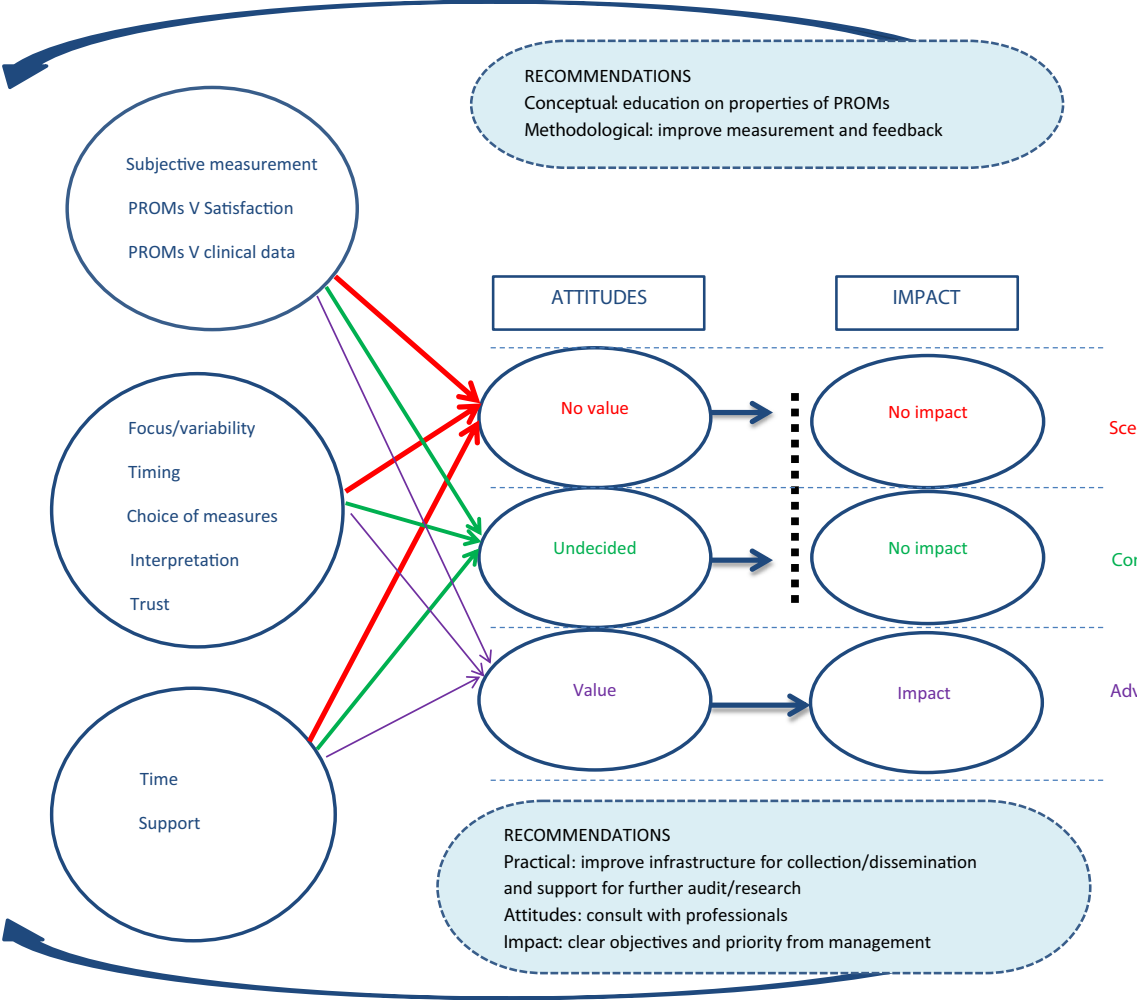 RECOMMENDATIONS
Conceptual: education on properties of PROMs
Methodological: improve measurement and feedback
Subjective measurement
PROMs V Satisfaction
PROMs V clinical data
ATTITUDES
IMPACT
No value
No impact
Sce
Focus/variability
Timing
Choice of measures
Interpretation
Trust
Undecided
No impact
Con
Value
Impact
Adv
Time
Support
RECOMMENDATIONS
Practical: improve infrastructure for collection/dissemination
and support for further audit/research
Attitudes: consult with professionals
Impact: clear objectives and priority from management